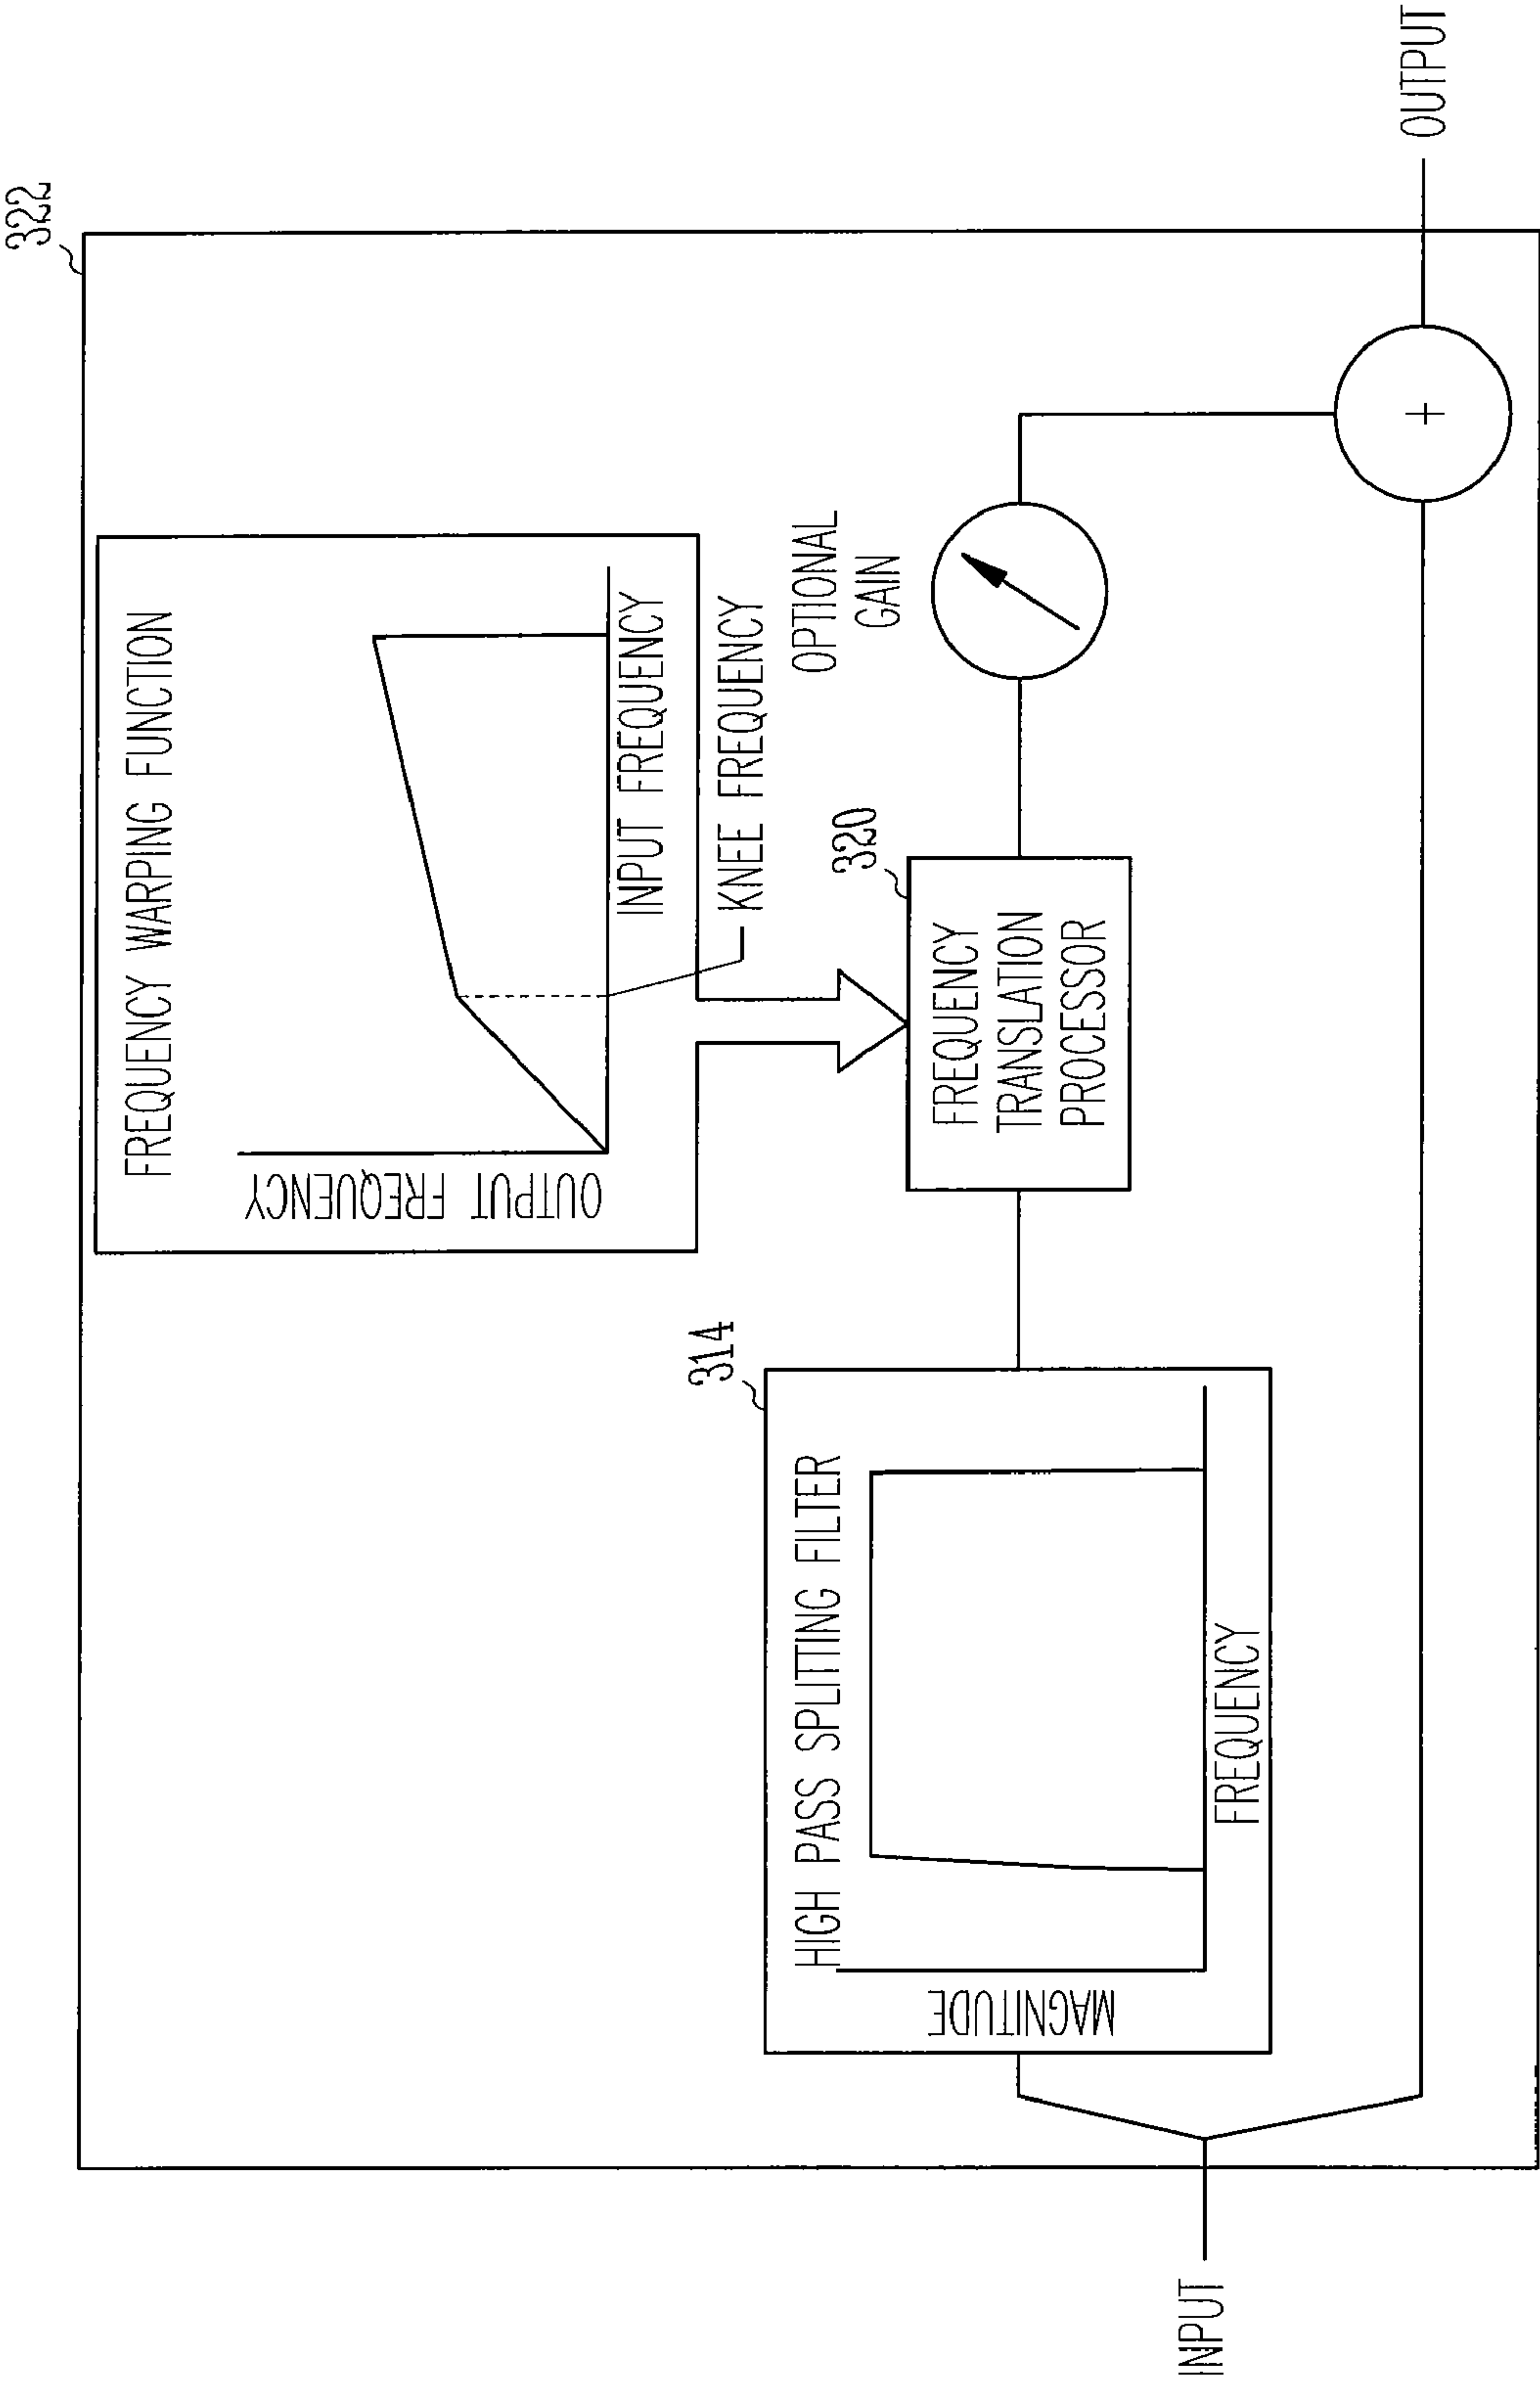 322
FREQUENCY WARPING FUNCTION
OUTPUT FREQUENCY
INPUT FREQUENCY
KNEE FREQUENCY
314
HIGH PASS SPLITTING FILTER
MAGNITUDE
FREQUENCY
320
FREQUENCY
TRANSLATION
PROCESSOR
OPTIONAL
GAIN
+
INPUT
OUTPUT